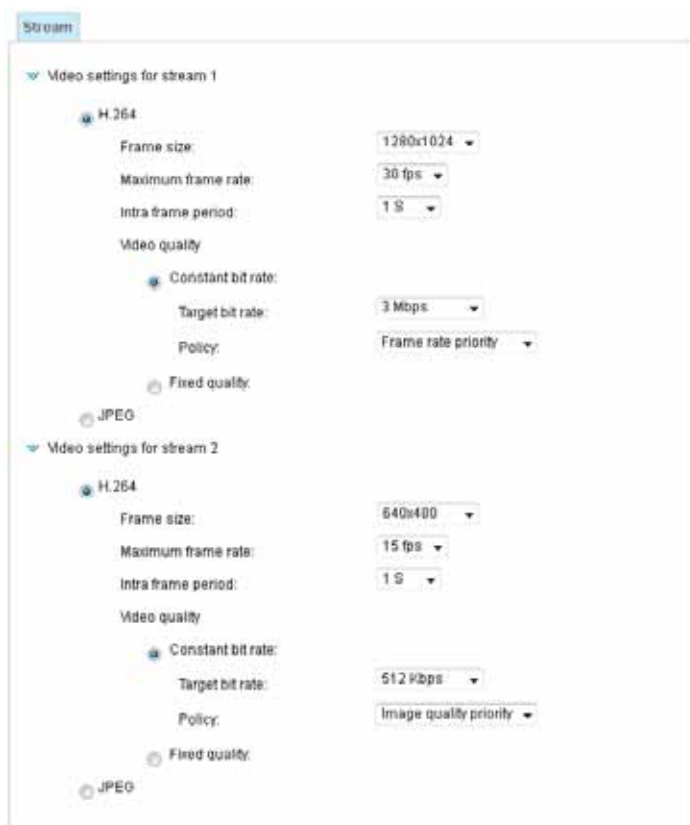 Stream
Video settings for stream 1
H.264
Frame size: 1280x1024
Maximum frame rate: 30 fps
Intra frame period: 1 S
Video quality
Constant bit rate:
Target bit rate: 3 Mbps
Policy: Frame rate priority
Fixed quality:
JPEG
Video settings for stream 2
H.264
Frame size: 640x480
Maximum frame rate: 15 fps
Intra frame period: 1 S
Video quality
Constant bit rate:
Target bit rate: 512 Kbps
Policy: Image quality priority
Fixed quality:
JPEG